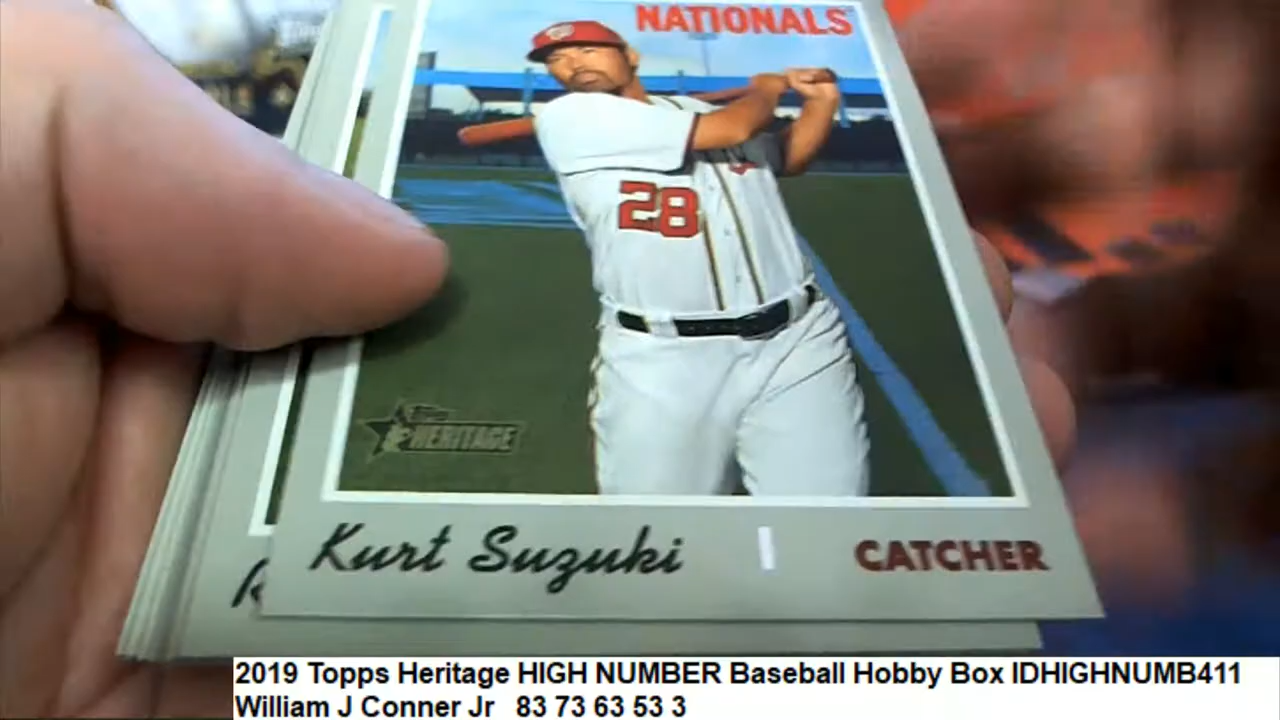 NATIONALS
28
Topps
HERITAGE
Kurt Suzuki
CATCHER
2019 Topps Heritage HIGH NUMBER Baseball Hobby Box IDHIGHNUMB411
William J Conner Jr 83 73 63 53 3